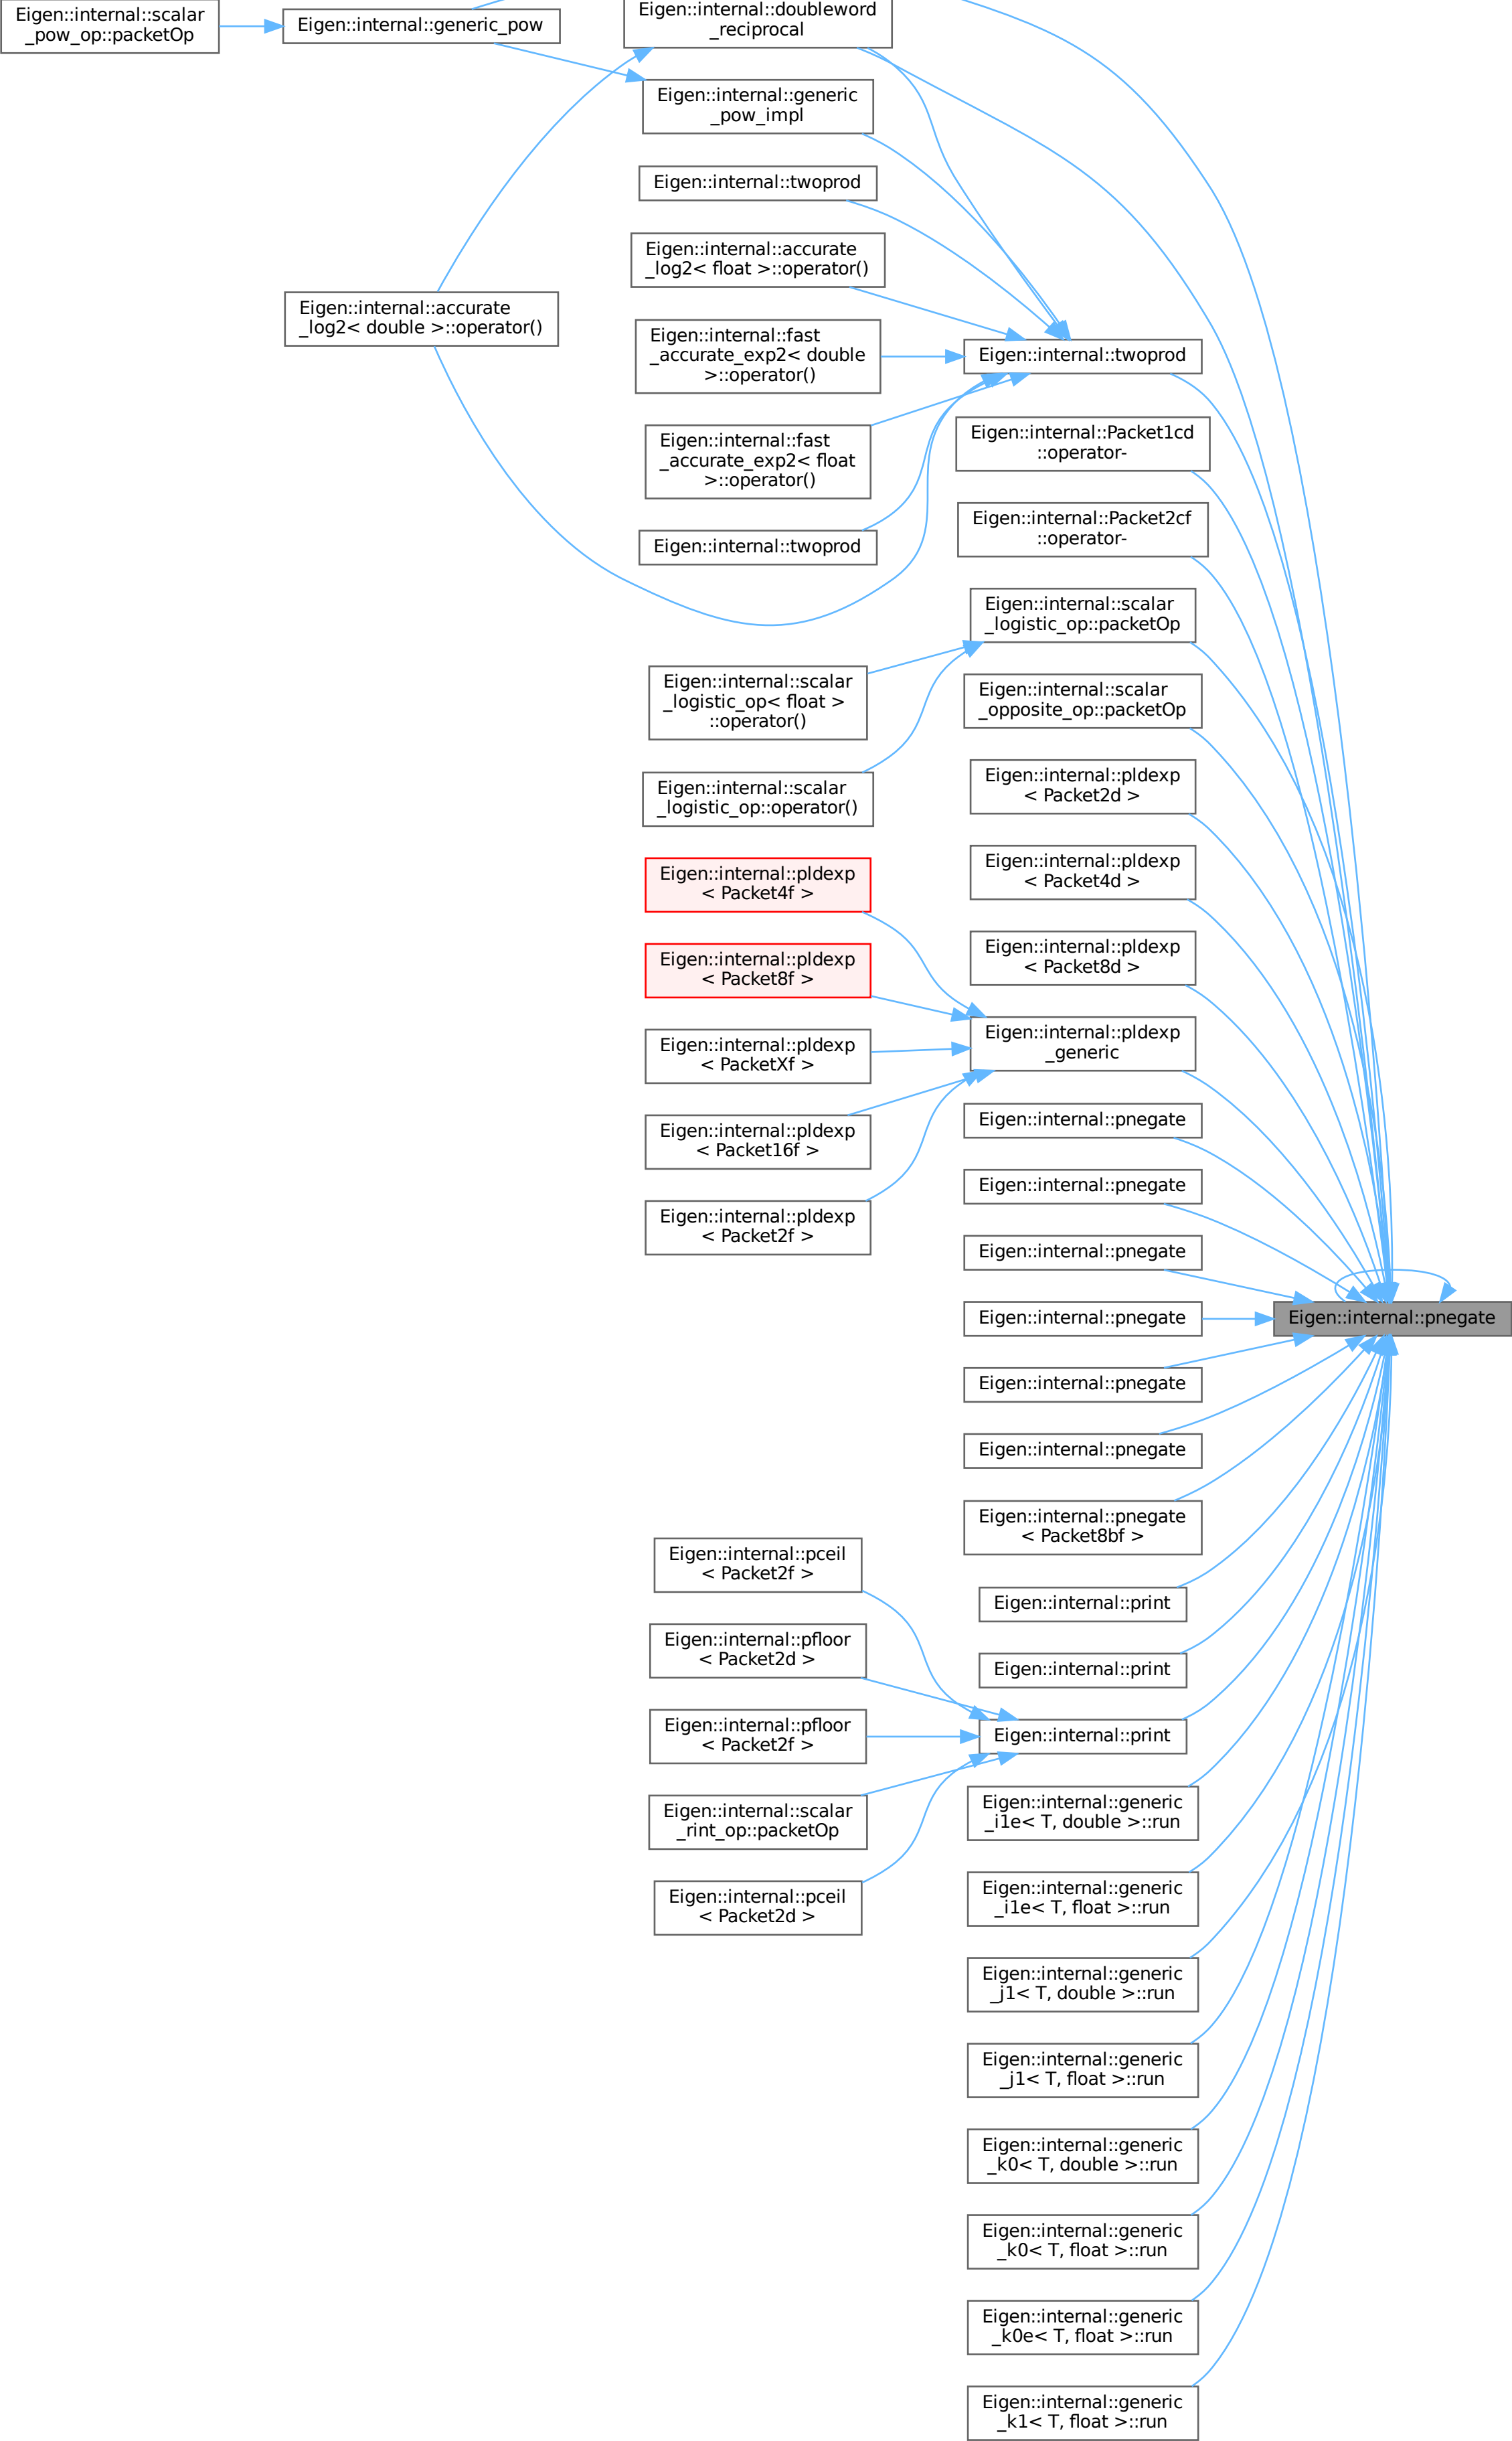 Eigen::internal::scalar
_pow_op::packetOp
Eigen::internal::generic_pow
Eigen::internal::doubleword
_reciprocal
Eigen::internal::generic
_pow_impl
Eigen::internal::twoprod
Eigen::internal::accurate
_log2< float >::operator()
Eigen::internal::accurate
_log2< double >::operator()
Eigen::internal::fast
_accurate_exp2< double
>::operator()
Eigen::internal::twoprod
Eigen::internal::fast
_accurate_exp2< float
>::operator()
Eigen::internal::Packet1cd
::operator-
Eigen::internal::twoprod
Eigen::internal::Packet2cf
::operator-
Eigen::internal::scalar
_logistic_op::packetOp
Eigen::internal::scalar
_logistic_op< float >
::operator()
Eigen::internal::scalar
_opposite_op::packetOp
Eigen::internal::scalar
_logistic_op::operator()
Eigen::internal::pldexp
< Packet2d >
Eigen::internal::pldexp
< Packet4f >
Eigen::internal::pldexp
< Packet4d >
Eigen::internal::pldexp
< Packet8f >
Eigen::internal::pldexp
< Packet8d >
Eigen::internal::pldexp
< PacketXf >
Eigen::internal::pldexp
_generic
Eigen::internal::pldexp
< Packet16f >
Eigen::internal::pnegate
Eigen::internal::pldexp
< Packet2f >
Eigen::internal::pnegate
Eigen::internal::pnegate
Eigen::internal::pnegate
Eigen::internal::pnegate
Eigen::internal::pnegate
Eigen::internal::pnegate
Eigen::internal::pnegate
< Packet8bf >
Eigen::internal::pceil
< Packet2f >
Eigen::internal::print
Eigen::internal::pfloor
< Packet2d >
Eigen::internal::print
Eigen::internal::pfloor
< Packet2f >
Eigen::internal::print
Eigen::internal::scalar
_rint_op::packetOp
Eigen::internal::generic
_i1e< T, double >::run
Eigen::internal::pceil
< Packet2d >
Eigen::internal::generic
_i1e< T, float >::run
Eigen::internal::generic
_j1< T, double >::run
Eigen::internal::generic
_j1< T, float >::run
Eigen::internal::generic
_k0< T, double >::run
Eigen::internal::generic
_k0< T, float >::run
Eigen::internal::generic
_k0e< T, float >::run
Eigen::internal::generic
_k1< T, float >::run